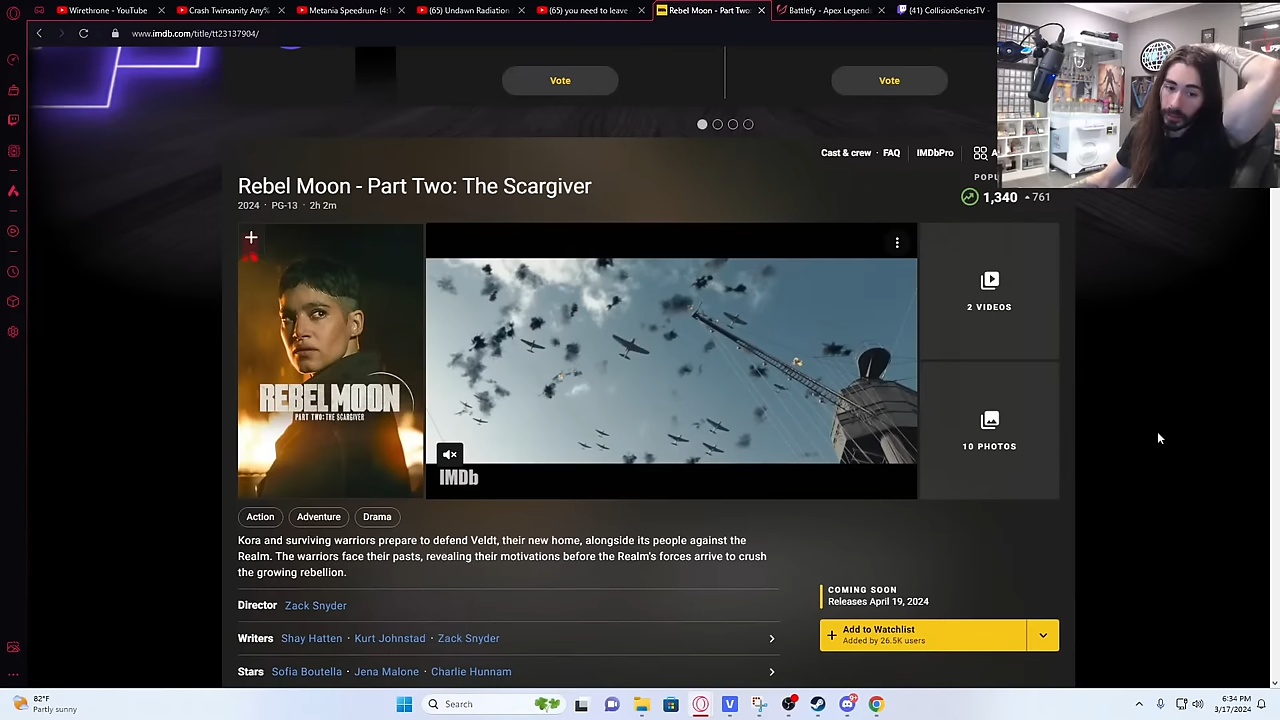 Wirethrone - YouTube
Crash Twinsanity Any%
Metania Speedrun- (4:
(65) Undawn Radiation
(65) you need to leave
Rebel Moon - Part Two:
Battlefy - Apex Legends
(41) CollisionSeriesTV -
www.imdb.com/title/tt23137904/
Vote
Vote
Cast & crew · FAQ
IMDbPro
POPU
Rebel Moon - Part Two: The Scargiver
2024 · PG-13 · 2h 2m
1,340
761
REBEL MOON
PART TWO: THE SCARGIVER
IMDb
2 VIDEOS
10 PHOTOS
Action
Adventure
Drama
Kora and surviving warriors prepare to defend Veldt, their new home, alongside its people against the
Realm. The warriors face their pasts, revealing their motivations before the Realm's forces arrive to crush
the growing rebellion.
Director Zack Snyder
COMING SOON
Releases April 19, 2024
Add to Watchlist
Added by 26.5K users
Writers Shay Hatten · Kurt Johnstad · Zack Snyder
Stars Sofia Boutella · Jena Malone · Charlie Hunnam
82°F
Partly sunny
Search
6:34 PM
3/17/2024